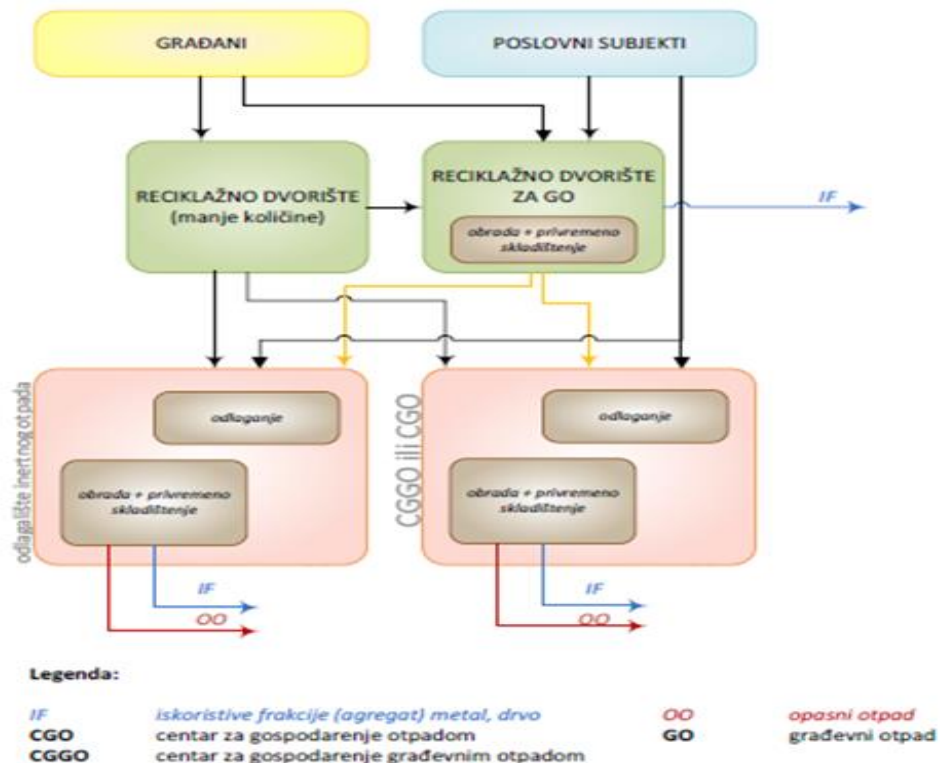 GRAĐANI
POSLOVNI SUBJEKTI
RECIKLAŽNO DVORIŠTE
(manje količine)
RECIKLAŽNO DVORIŠTE
ZA GO
obrada + privremeno
skladištenje
IF
odlagalište inertnog otpada
odlaganje
obrada + privremeno
skladištenje
IF
OO
CGGO ili CGO
odlaganje
obrada + privremeno
skladištenje
IF
OO
Legenda:
IF iskoristive frakcije (agregat) metal, drvo OO opasni otpad
CGO centar za gospodarenje otpadom GO građevni otpad
CGGO centar za gospodarenje građevnim otpadom